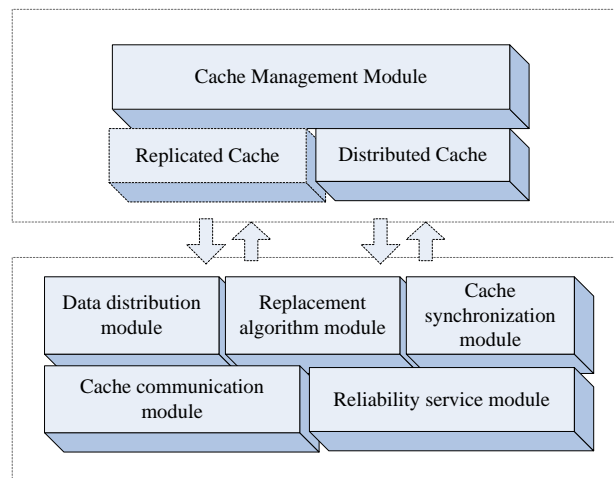 Cache Management Module
Replicated Cache
Distributed Cache
Data distribution
module
Replacement
algorithm module
Cache
synchronization
module
Cache communication
module
Reliability service module